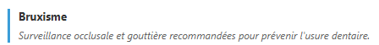 Bruxisme
Surveillance occlusale et gouttière recommandées pour prévenir l'usure dentaire.